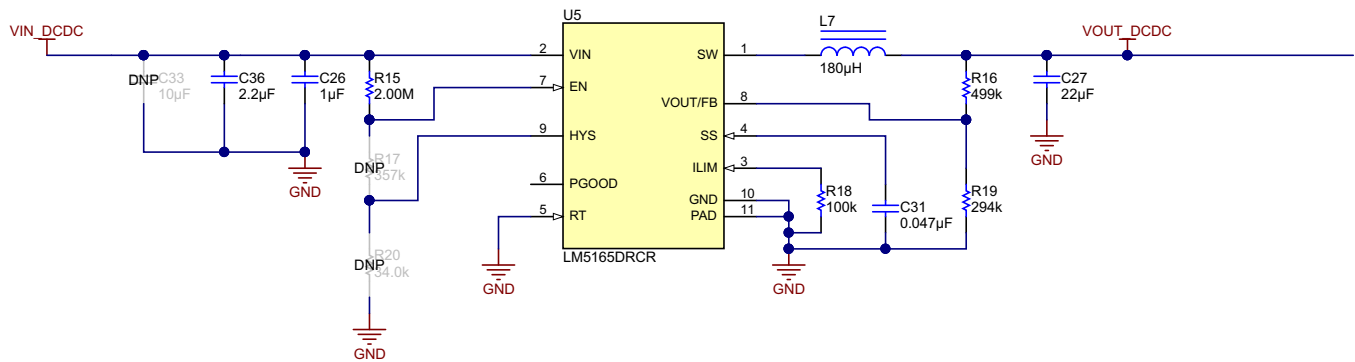 U5
VIN_DCDC
L7
VOUT_DCDC
2
VIN
SW
1
180µH
DNP
C33
10µF
C36
2.2µF
C26
1µF
R15
2.00M
7
EN
VOUT/FB
8
R16
499k
C27
22µF
9
HYS
SS
4
GND
DNP
R17
357k
GND
6
PGOOD
ILIM
3
R18
100k
5
RT
GND
10
PAD
11
C31
0.047µF
R19
294k
DNP
R20
34.0k
LM5165DRCR
GND
GND
GND